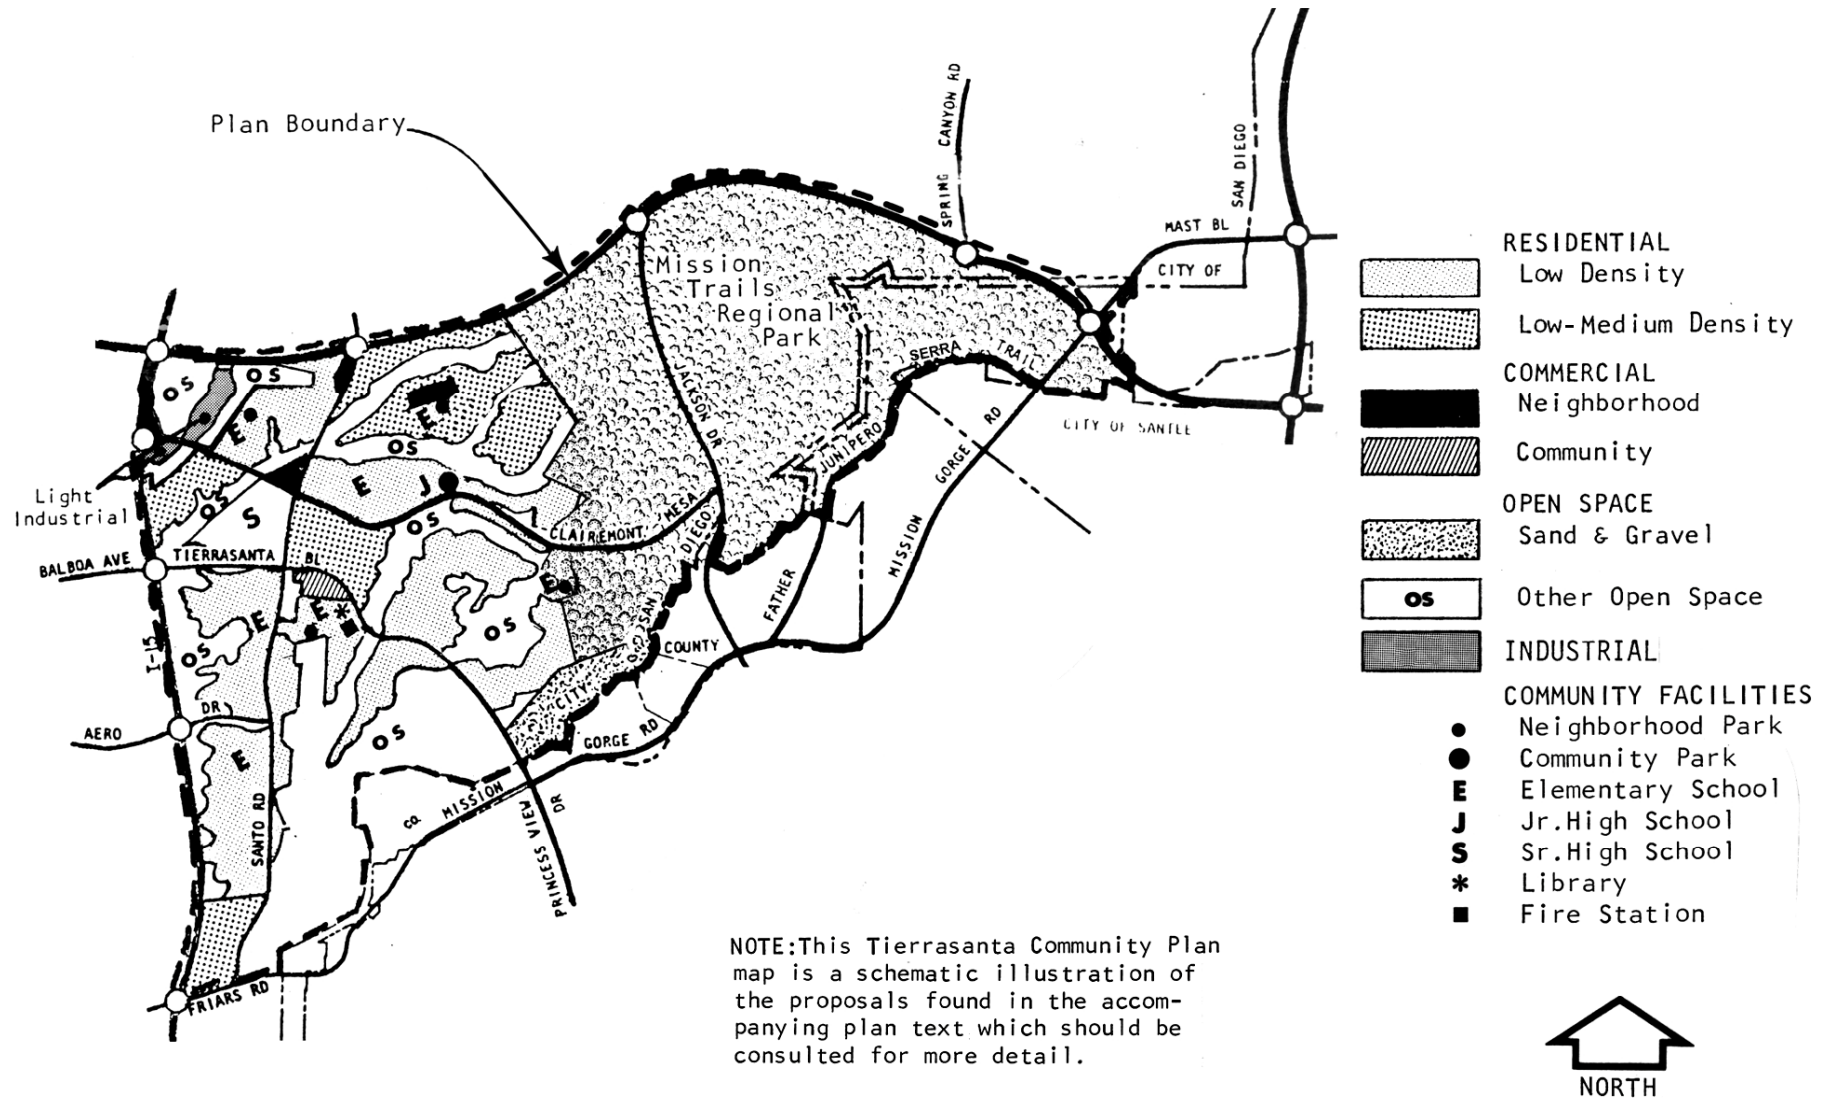 Plan Boundary
SPRING CANYON RD
SAN DIEGO
MAST BL
CITY OF
Mission
Trails
Regional
Park
OS
OS
E
E
OS
SERRA
TRAIL
JACKSON DR
GORGE RD
CITY OF SANTEE
JUNIPERO
Light
Industrial
E
J
OS
S
OS
CLAIREMONT MESA
MISSION
BALBOA AVE
TIERRASANTA BL
SAN DIEGO
E
FATHER
E
E
*
OS
I-15
OS
COUNTY
CITY OF
DR
AERO
OS
GORGE RD
E
MISSION
CO.
SANTO RD
PRINCESS VIEW DR
FRIARS RD
RESIDENTIAL
Low Density
Low-Medium Density
COMMERCIAL
Neighborhood
Community
OPEN SPACE
Sand & Gravel
OS Other Open Space
INDUSTRIAL
COMMUNITY FACILITIES
Neighborhood Park
Community Park
E Elementary School
J Jr.High School
S Sr.High School
* Library
Fire Station
NOTE:This Tierrasanta Community Plan
map is a schematic illustration of
the proposals found in the accom-
panying plan text which should be
consulted for more detail.
NORTH